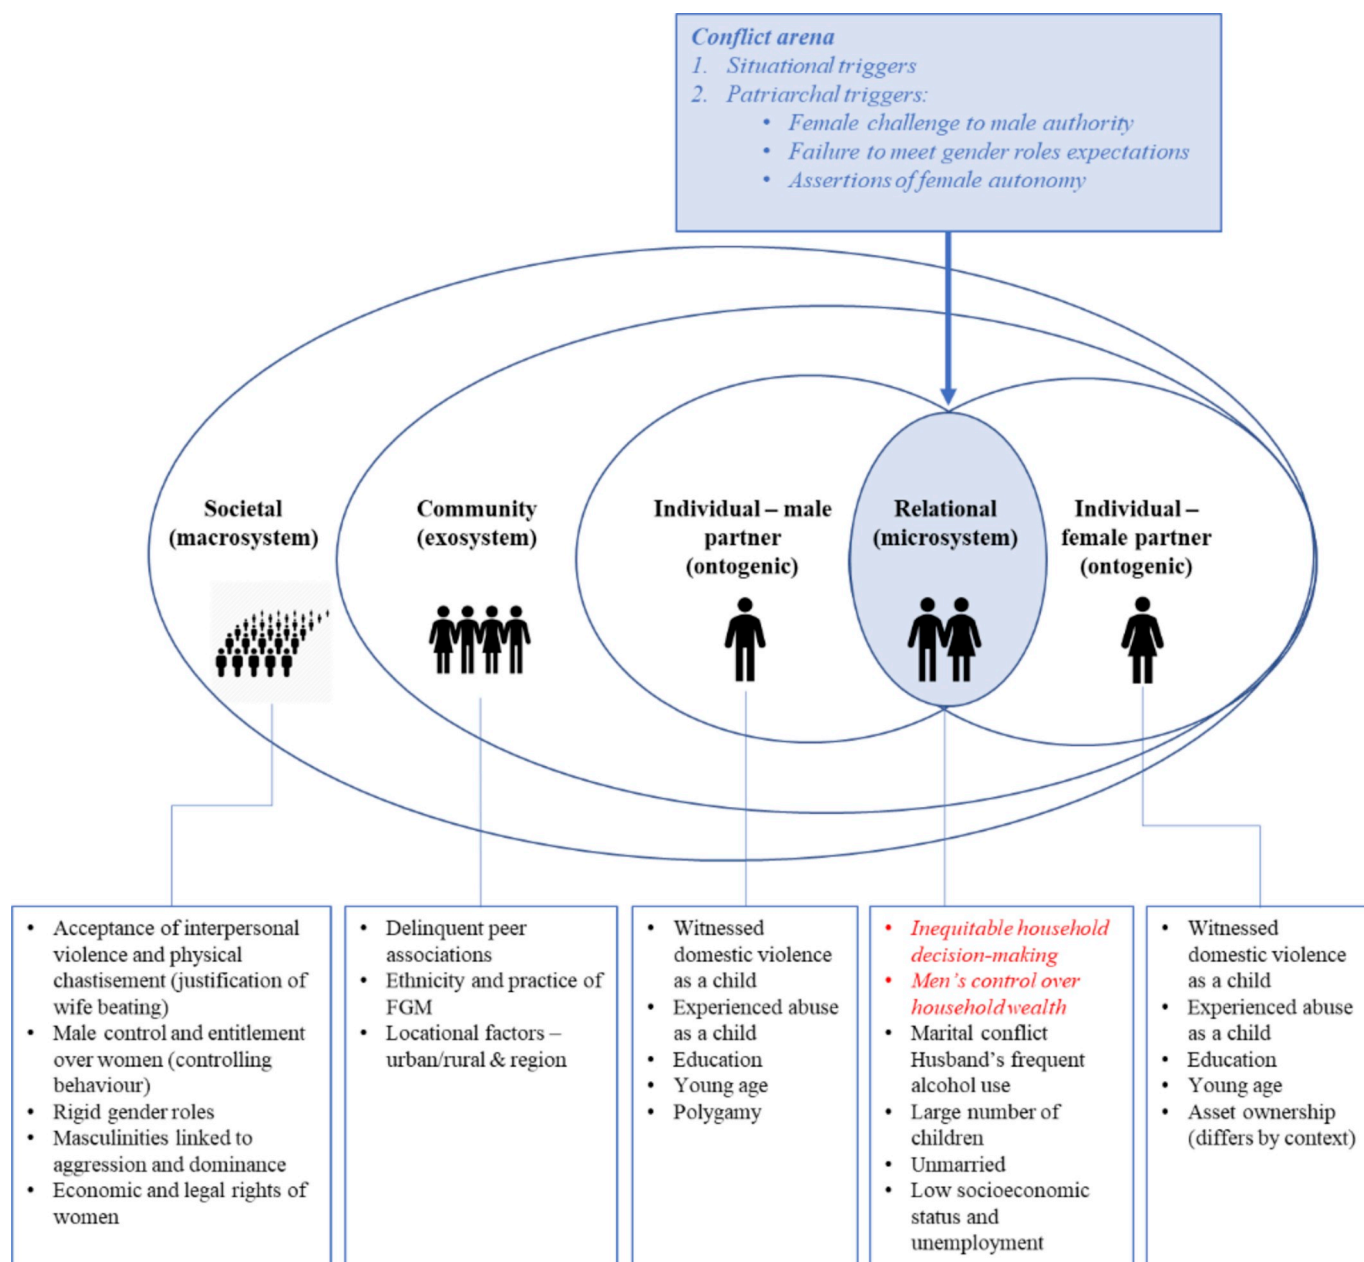 Conflict arena
1. Situational triggers
2. Patriarchal triggers:
• Female challenge to male authority
• Failure to meet gender roles expectations
• Assertions of female autonomy
Societal
(macrosystem)
Community
(exosystem)
Individual – male
partner
(ontogenic)
Relational
(microsystem)
Individual –
female partner
(ontogenic)
• Acceptance of interpersonal
violence and physical
chastisement (justification of
wife beating)
• Male control and entitlement
over women (controlling
behaviour)
• Rigid gender roles
• Masculinities linked to
aggression and dominance
• Economic and legal rights of
women
• Delinquent peer
associations
• Ethnicity and practice of
FGM
• Locational factors –
urban/rural & region
• Witnessed
domestic violence
as a child
• Experienced abuse
as a child
• Education
• Young age
• Polygamy
• Inequitable household
decision-making
• Men's control over
household wealth
• Marital conflict
Husband's frequent
alcohol use
• Large number of
children
• Unmarried
• Low socioeconomic
status and
unemployment
• Witnessed
domestic violence
as a child
• Experienced abuse
as a child
• Education
• Young age
• Asset ownership
(differs by context)